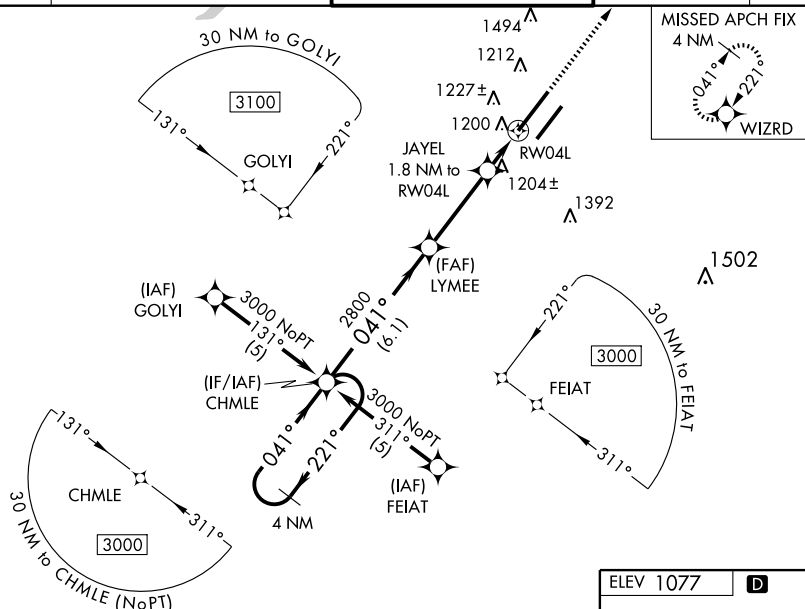 30 NM to GOLYI
3100
131°
221°
GOLYI
1494
1212
1227±
1200
RW04L
JAYEL
1.8 NM to
RW04L
1204±
1392
1502
MISSED APCH FIX
4 NM
041°
221°
WIZRD
(FAF)
LYMEE
2800
041°
(6.1)
(IAF)
GOLYI
3000 NoPT
131°
(5)
(IF/IAF)
CHMLE
3000 NoPT
311°
(5)
(IAF)
FEIAT
041°
221°
4 NM
221°
30 NM to FEIAT
3000
FEIAT
311°
131°
CHMLE
311°
3000
30 NM to CHMLE (NoPT)
ELEV 1077
D